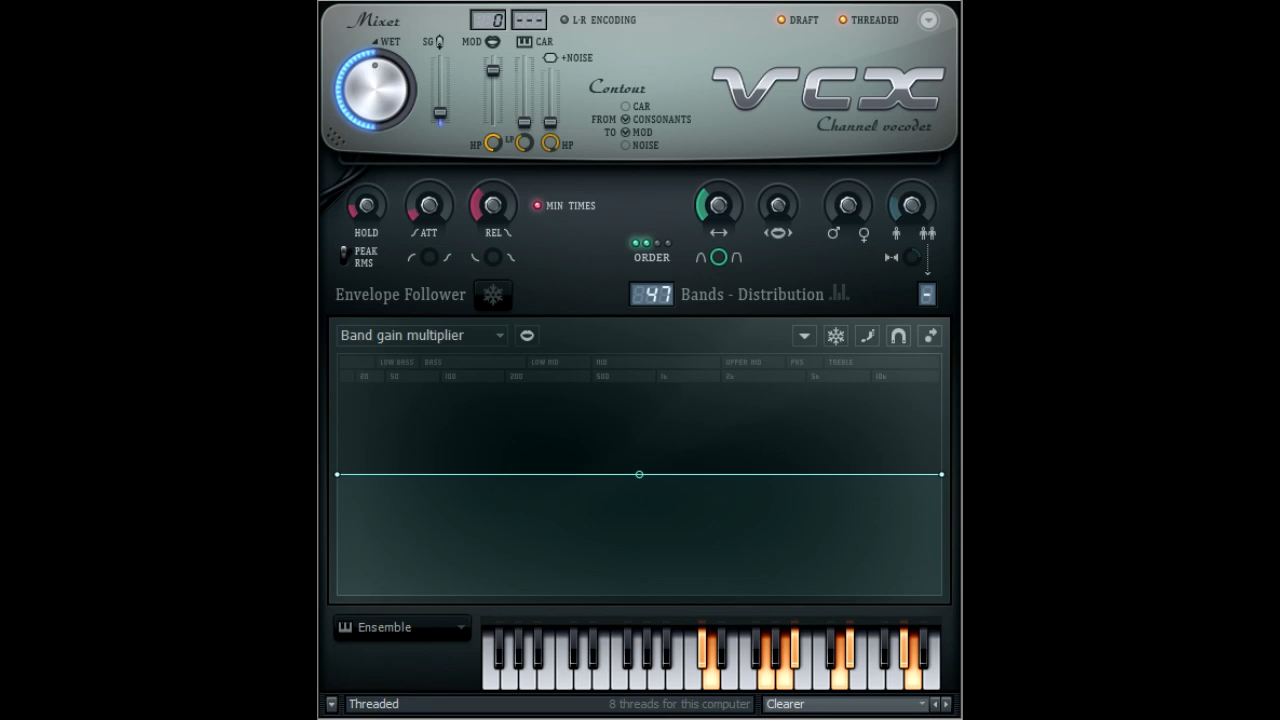 Mixer
0
---
L-R ENCODING
DRAFT
THREADED
WET
SG
MOD
CAR
+NOISE
Contour
CAR
FROM CONSONANTS
TO MOD
NOISE
HP
LP
HP
VCX
Channel vocoder
HOLD
ATT
REL
MIN TIMES
PEAK
RMS
ORDER
Envelope Follower
47
Bands - Distribution
-
Band gain multiplier
LOW BASS
BASS
LOW MID
MID
UPPER MID
PRS
TREBLE
20
50
100
200
500
1k
2k
5k
10k
Ensemble
Threaded
8 threads for this computer
Clearer